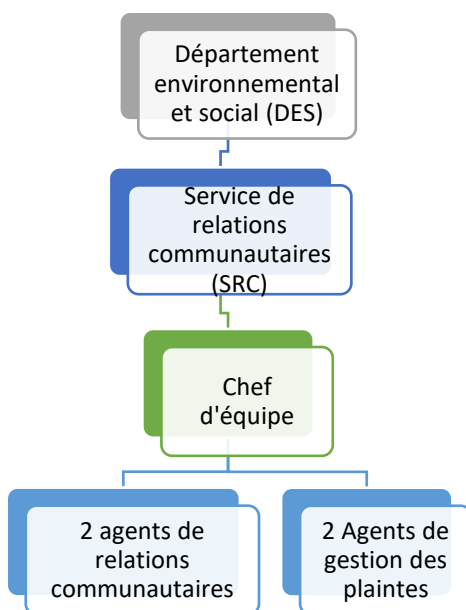 Département
environnemental
et social (DES)
Service de
relations
communautaires
(SRC)
Chef
d'équipe
2 agents de
relations
communautaires
2 Agents de
gestion des
plaintes